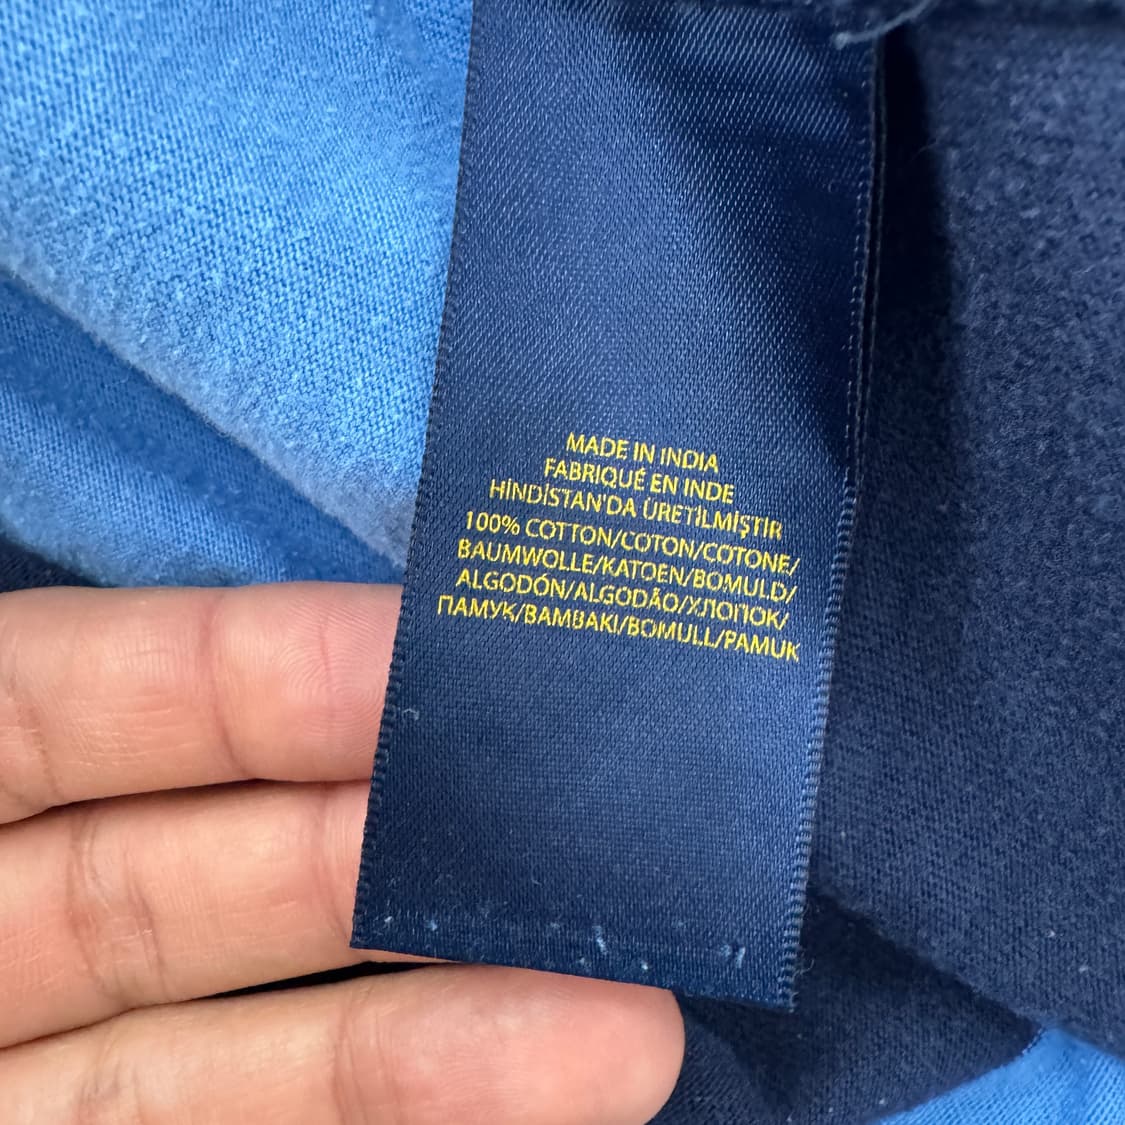 MADE IN INDIA
FABRIQUÉ EN INDE
HİNDİSTAN'DA ÜRETİLMİŞTİR
100% COTTON/COTON/COTONE/
BAUMWOLLE/KATOEN/BOMULD/
ALGODÓN/ALGODÃO/ХЛОПОК/
ПАМУК/BAMBAKI/BOMULL/PAMUK